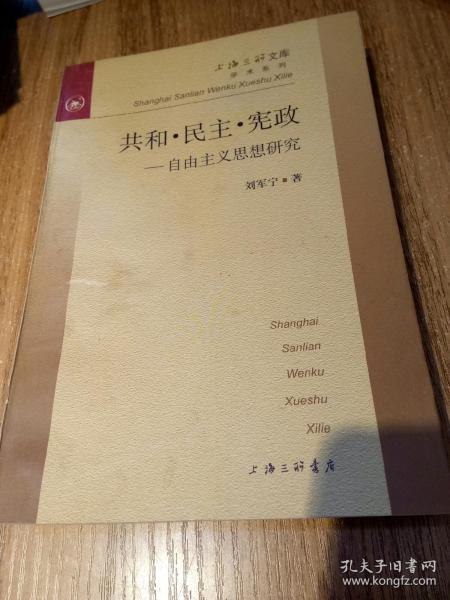 上海三联文库
学术系列
Shanghai Sanlian Wenku Xueshu Xilie
共和·民主·宪政
——自由主义思想研究
刘军宁 ■ 著
Shanghai
Sanlian
Wenku
Xueshu
Xilie
上海三联书店
孔夫子旧书网
www.kongfz.com